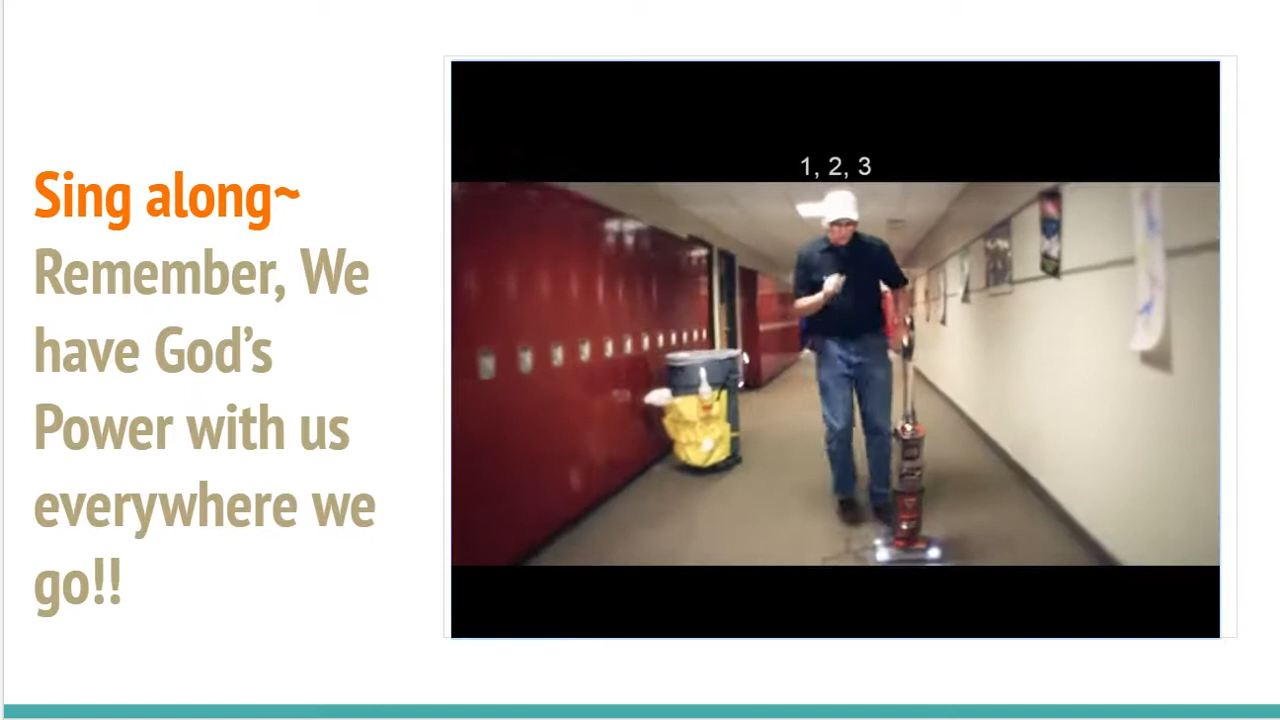 Sing along~
Remember, We
have God's
Power with us
everywhere we
go!!
1, 2, 3